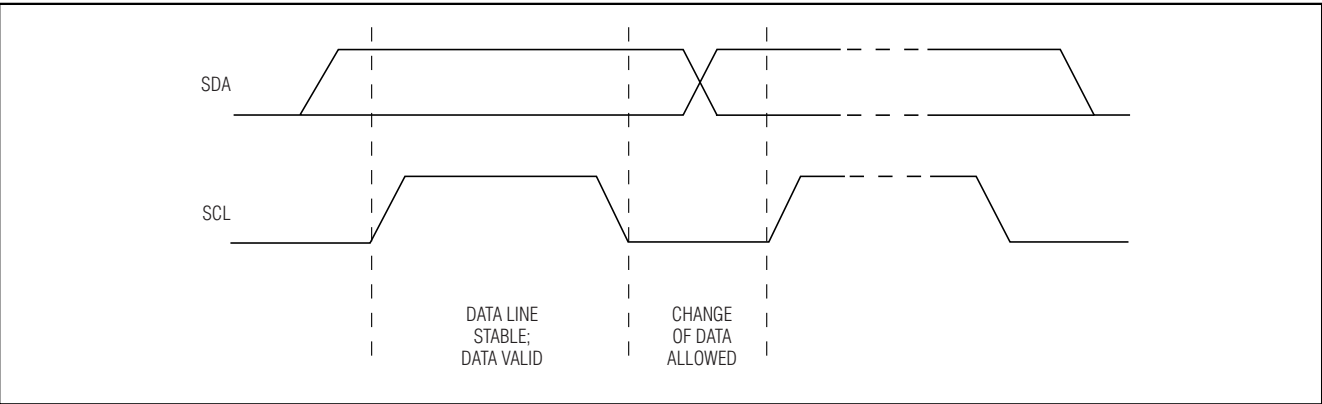 SDA
SCL
DATA LINE
STABLE;
DATA VALID
CHANGE
OF DATA
ALLOWED